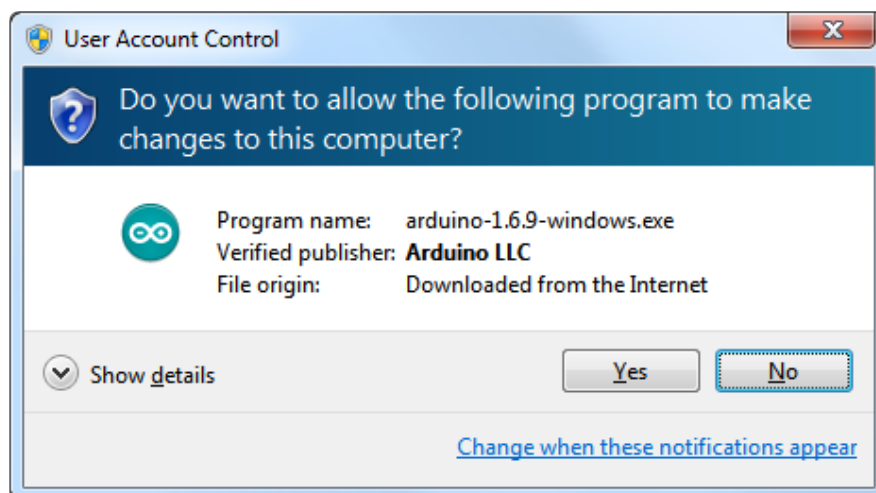 User Account Control
Do you want to allow the following program to make
changes to this computer?
Program name: arduino-1.6.9-windows.exe
Verified publisher: Arduino LLC
File origin: Downloaded from the Internet
Show details
Yes
No
Change when these notifications appear